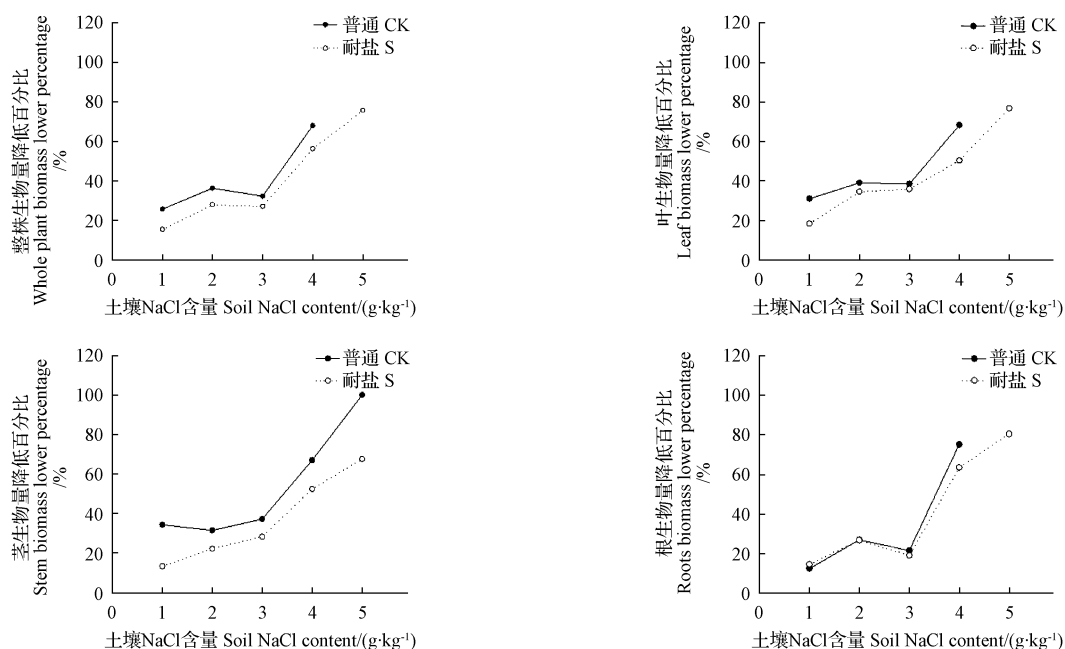 整株生物量降低百分比
Whole plant biomass lower percentage
/%
120
100
80
60
40
20
0
普通 CK
耐盐 S
0 1 2 3 4 5
土壤NaCl含量 Soil NaCl content/(g·kg⁻¹)
叶生物量降低百分比
Leaf biomass lower percentage
/%
120
100
80
60
40
20
0
普通 CK
耐盐 S
0 1 2 3 4 5
土壤NaCl含量 Soil NaCl content/(g·kg⁻¹)
茎生物量降低百分比
Stem biomass lower percentage
/%
120
100
80
60
40
20
0
普通 CK
耐盐 S
0 1 2 3 4 5
土壤NaCl含量 Soil NaCl content/(g·kg⁻¹)
根生物量降低百分比
Roots biomass lower percentage
/%
120
100
80
60
40
20
0
普通 CK
耐盐 S
0 1 2 3 4 5
土壤NaCl含量 Soil NaCl content/(g·kg⁻¹)